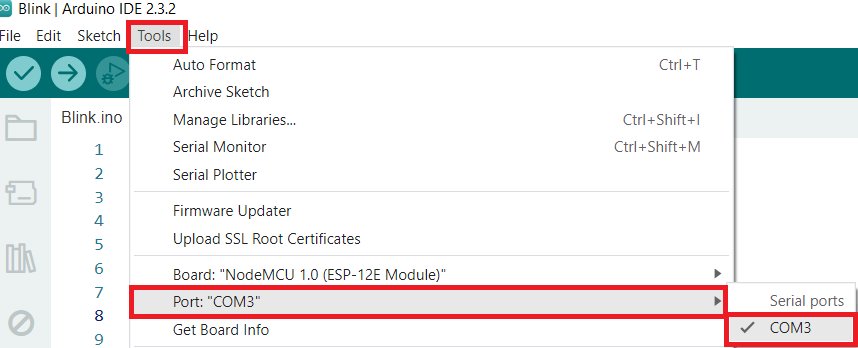 Blink | Arduino IDE 2.3.2
File Edit Sketch Tools Help
Auto Format Ctrl+T
Archive Sketch
Blink.ino
Manage Libraries... Ctrl+Shift+I
1
Serial Monitor Ctrl+Shift+M
2
Serial Plotter
3
4
Firmware Updater
5
Upload SSL Root Certificates
6
Board: "NodeMCU 1.0 (ESP-12E Module)"
7
Port: "COM3"
Serial ports
8
Get Board Info
COM3
9